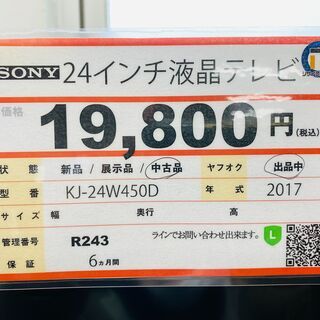 SONY 24インチ液晶テレビ
価格 19,800円(税込)
状態 新品 / 展示品 / 中古品 ヤフオク 出品中
型番 KJ-24W450D 年式 2017
サイズ 幅 奥行 高
管理番号 R243 ラインでお問い合わせ出来ます。 L
保証 6ヵ月間